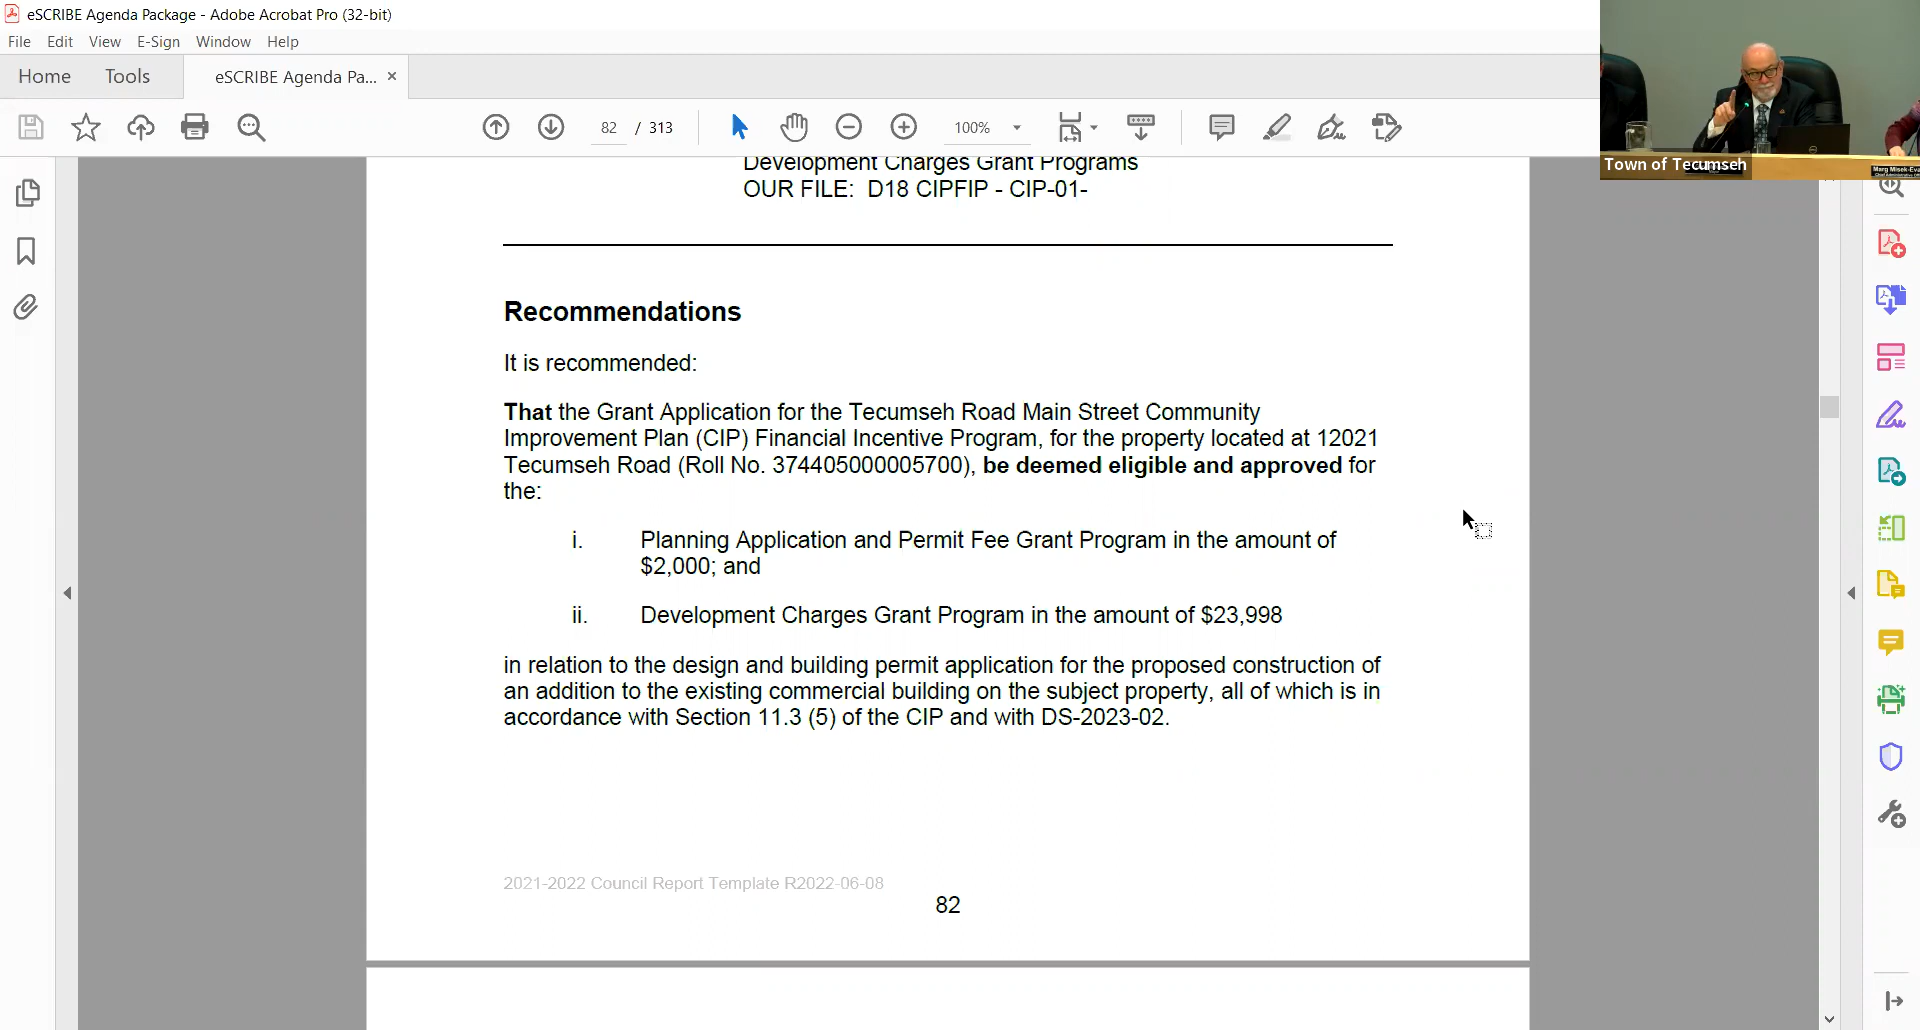 eSCRIBE Agenda Package - Adobe Acrobat Pro (32-bit)
File Edit View E-Sign Window Help
Home Tools eSCRIBE Agenda Pa... ×
82 / 313 100%
Development Charges Grant Programs
OUR FILE: D18 CIPFIP - CIP-01-
Recommendations
It is recommended:
That the Grant Application for the Tecumseh Road Main Street Community
Improvement Plan (CIP) Financial Incentive Program, for the property located at 12021
Tecumseh Road (Roll No. 374405000005700), be deemed eligible and approved for
the:
i. Planning Application and Permit Fee Grant Program in the amount of
$2,000; and
ii. Development Charges Grant Program in the amount of $23,998
in relation to the design and building permit application for the proposed construction of
an addition to the existing commercial building on the subject property, all of which is in
accordance with Section 11.3 (5) of the CIP and with DS-2023-02.
2021-2022 Council Report Template R2022-06-08
82
Town of Tecumseh
Marg Misek-Eva